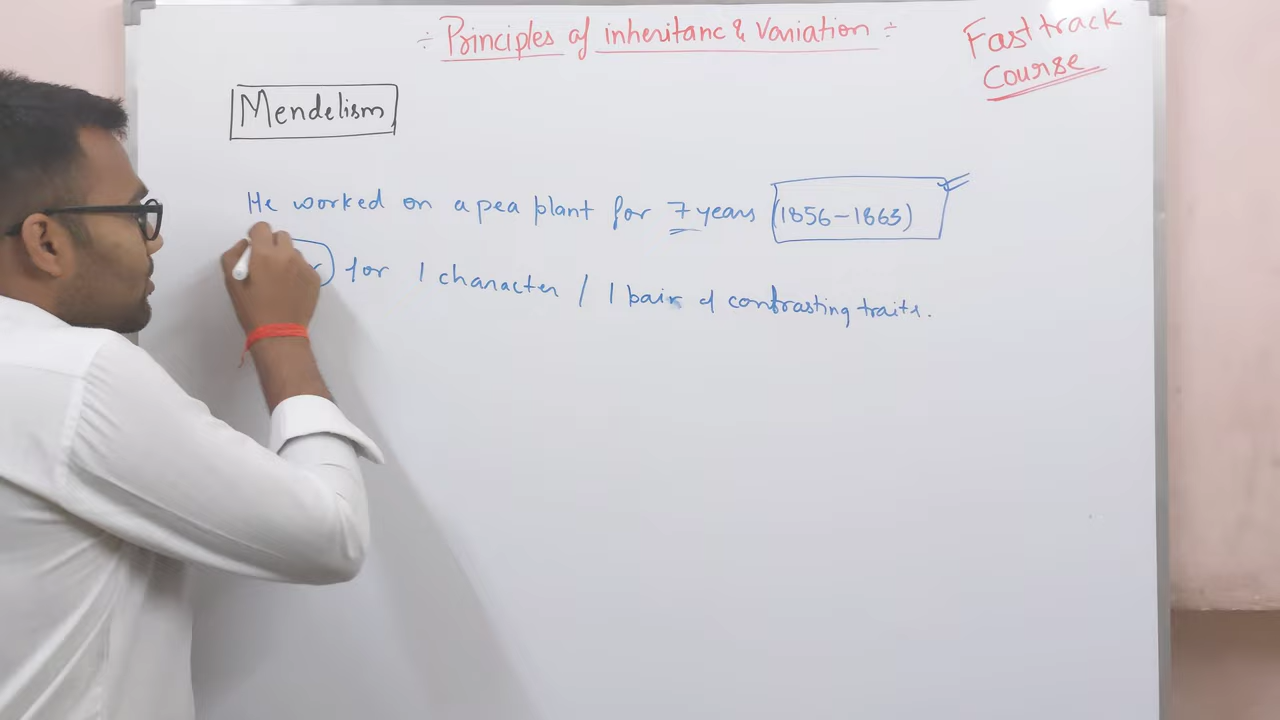 ÷ Principles of inheritanc & Variation ÷
Fast track
Course
Mendelism
He worked on a pea plant for 7 years (1856-1863)
for 1 character / 1 pair of contrasting traits.